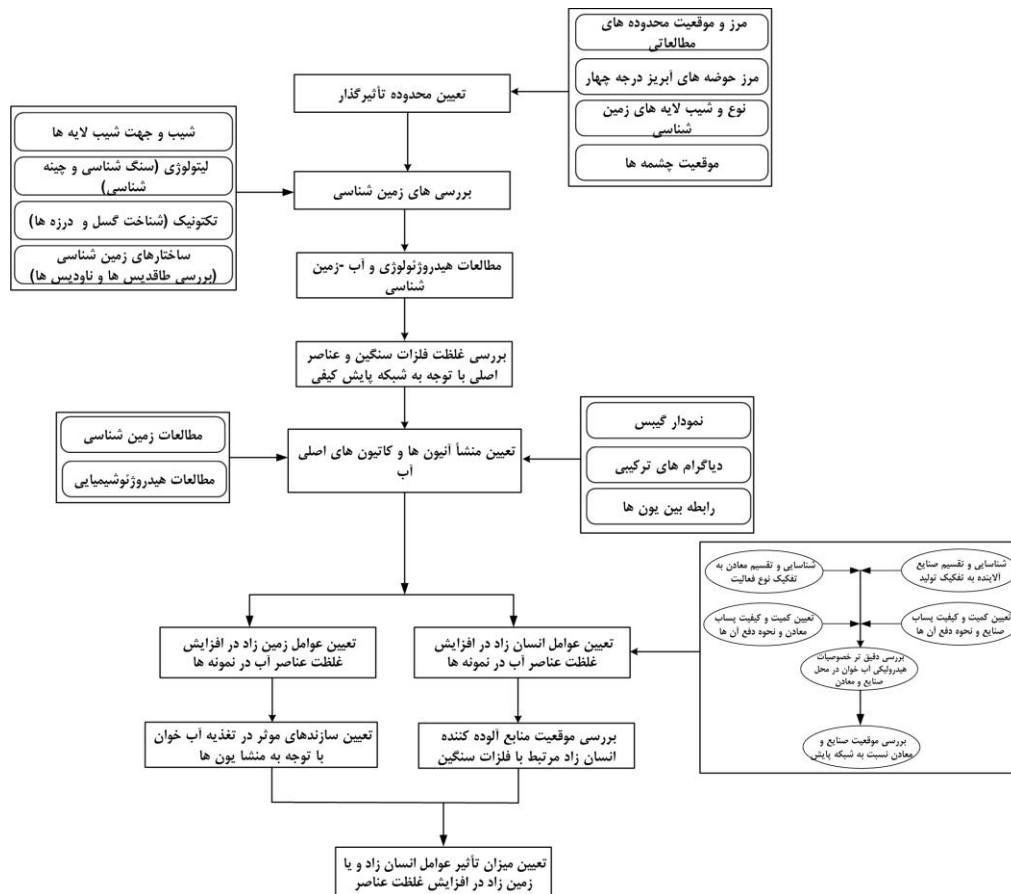 مرز و موقعیت محدوده های
مطالعاتی
مرز حوضه های آبریز درجه چهار
نوع و شیب لایه های زمین
شناسی
موقعیت چشمه ها
تعیین محدوده تأثیرگذار
شیب و جهت شیب لایه ها
لیتولوژی (سنگ شناسی و چینه
شناسی)
تکتونیک (شناخت گسل و درزه ها)
ساختارهای زمین شناسی
(بررسی طاقدیس ها و ناودیس ها)
بررسی های زمین شناسی
مطالعات هیدروژئولوژی و آب -زمین
شناسی
بررسی غلظت فلزات سنگین و عناصر
اصلی با توجه به شبکه پایش کیفی
مطالعات زمین شناسی
مطالعات هیدروژئوشیمیایی
تعیین منشأ آنیون ها و کاتیون های اصلی
آب
نمودار گیبس
دیاگرام های ترکیبی
رابطه بین یون ها
شناسایی و تقسیم صنایع
آلاینده به تفکیک تولید
شناسایی و تقسیم معادن به
تفکیک نوع فعالیت
تعیین کمیت و کیفیت پساب
صنایع و نحوه دفع آن ها
تعیین کمیت و کیفیت پساب
معادن و نحوه دفع آن ها
بررسی دقیق تر خصوصیات
هیدرولیکی آب خوان در محل
صنایع و معادن
بررسی موقعیت صنایع و
معادن نسبت به شبکه پایش
تعیین عوامل انسان زاد در افزایش
غلظت عناصر آب در نمونه ها
تعیین عوامل زمین زاد در افزایش
غلظت عناصر آب در نمونه ها
بررسی موقعیت منابع آلوده کننده
انسان زاد مرتبط با فلزات سنگین
تعیین سازندهای موثر در تغذیه آب خوان
با توجه به منشا یون ها
تعیین میزان تأثیر عوامل انسان زاد و یا
زمین زاد در افزایش غلظت عناصر